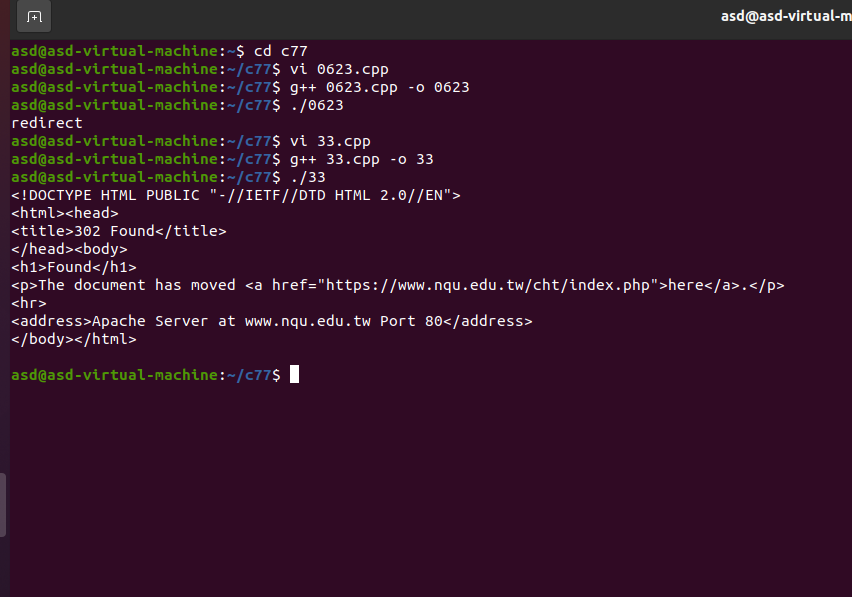 asd@asd-virtual-m
asd@asd-virtual-machine:~$ cd c77
asd@asd-virtual-machine:~/c77$ vi 0623.cpp
asd@asd-virtual-machine:~/c77$ g++ 0623.cpp -o 0623
asd@asd-virtual-machine:~/c77$ ./0623
redirect
asd@asd-virtual-machine:~/c77$ vi 33.cpp
asd@asd-virtual-machine:~/c77$ g++ 33.cpp -o 33
asd@asd-virtual-machine:~/c77$ ./33
<!DOCTYPE HTML PUBLIC "-//IETF//DTD HTML 2.0//EN">
<html><head>
<title>302 Found</title>
</head><body>
<h1>Found</h1>
<p>The document has moved <a href="https://www.nqu.edu.tw/cht/index.php">here</a>.</p>
<hr>
<address>Apache Server at www.nqu.edu.tw Port 80</address>
</body></html>
asd@asd-virtual-machine:~/c77$